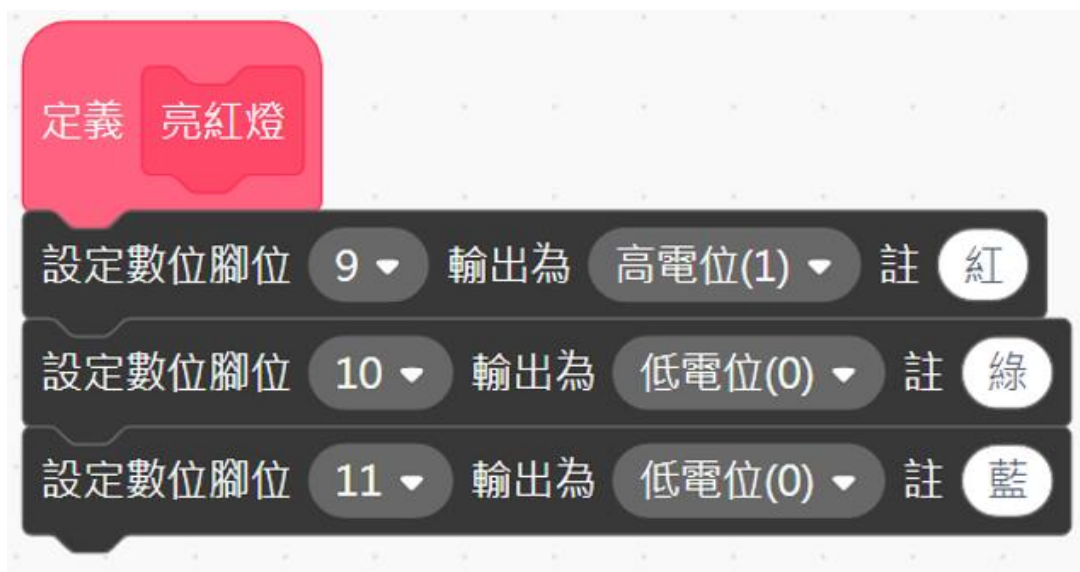 定義 亮紅燈
設定數位腳位 9 輸出為 高電位(1) 註 紅
設定數位腳位 10 輸出為 低電位(0) 註 綠
設定數位腳位 11 輸出為 低電位(0) 註 藍